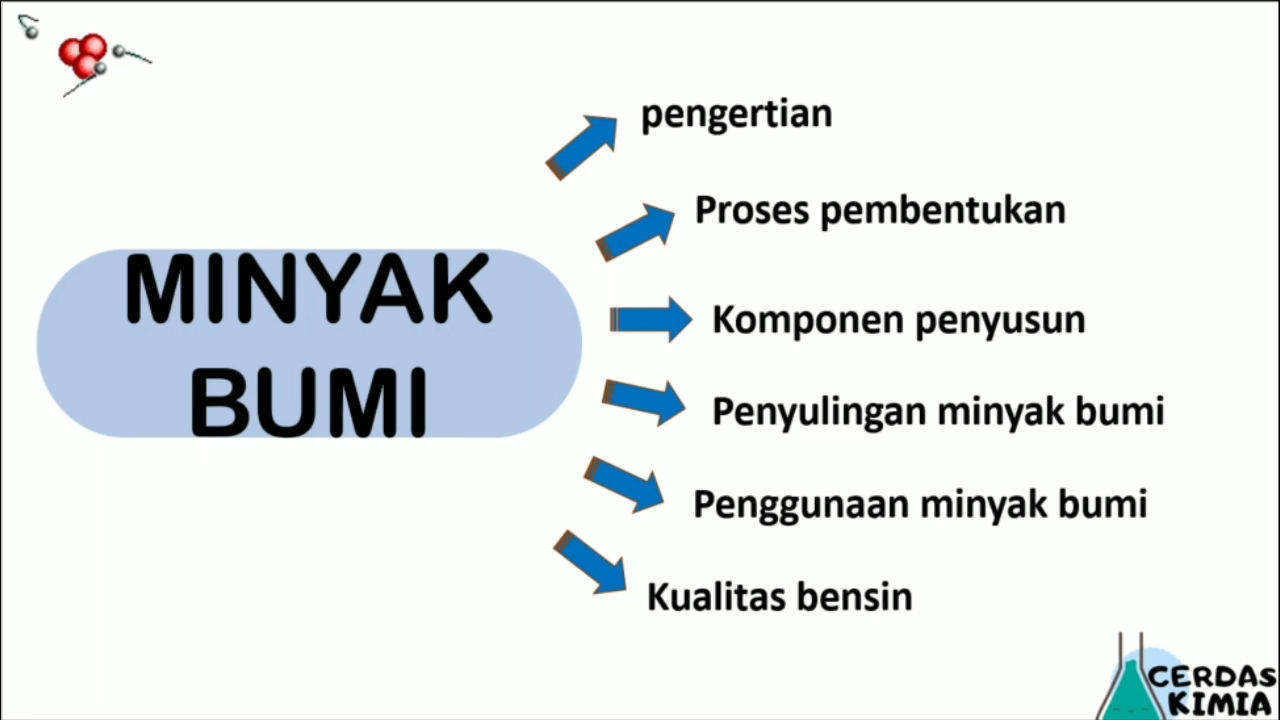 MINYAK
BUMI
pengertian
Proses pembentukan
Komponen penyusun
Penyulingan minyak bumi
Penggunaan minyak bumi
Kualitas bensin
CERDAS
KIMIA